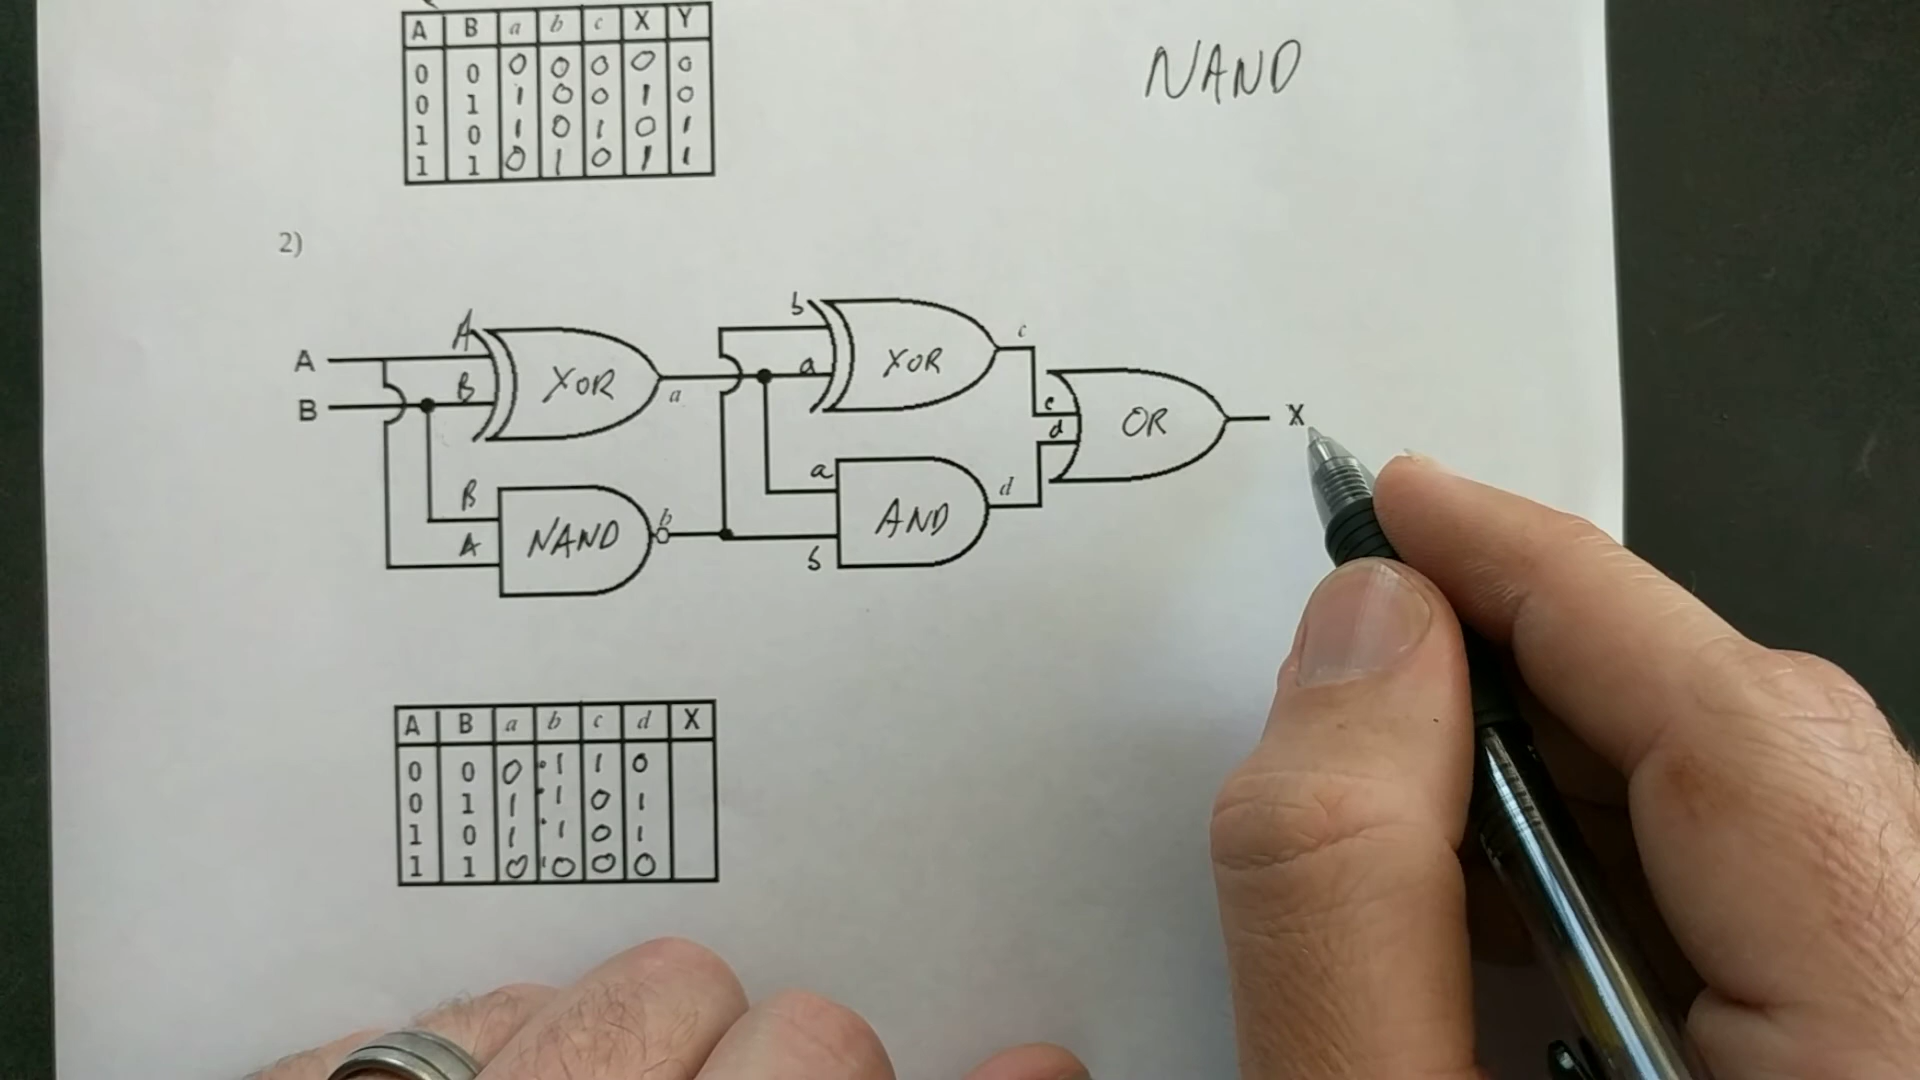 A B a b c X Y
0 0 0 0 0 0 0
0 1 1 0 0 1 0
1 0 1 0 1 0 1
1 1 0 1 0 1 1
NAND
2)
A
B
A
B
XOR
a
B
A
NAND
b
b
a
XOR
c
a
b
AND
d
c
d
OR
X
A B a b c d X
0 0 0 1 1 0
0 1 1 1 0 1
1 0 1 1 0 1
1 1 0 0 0 0